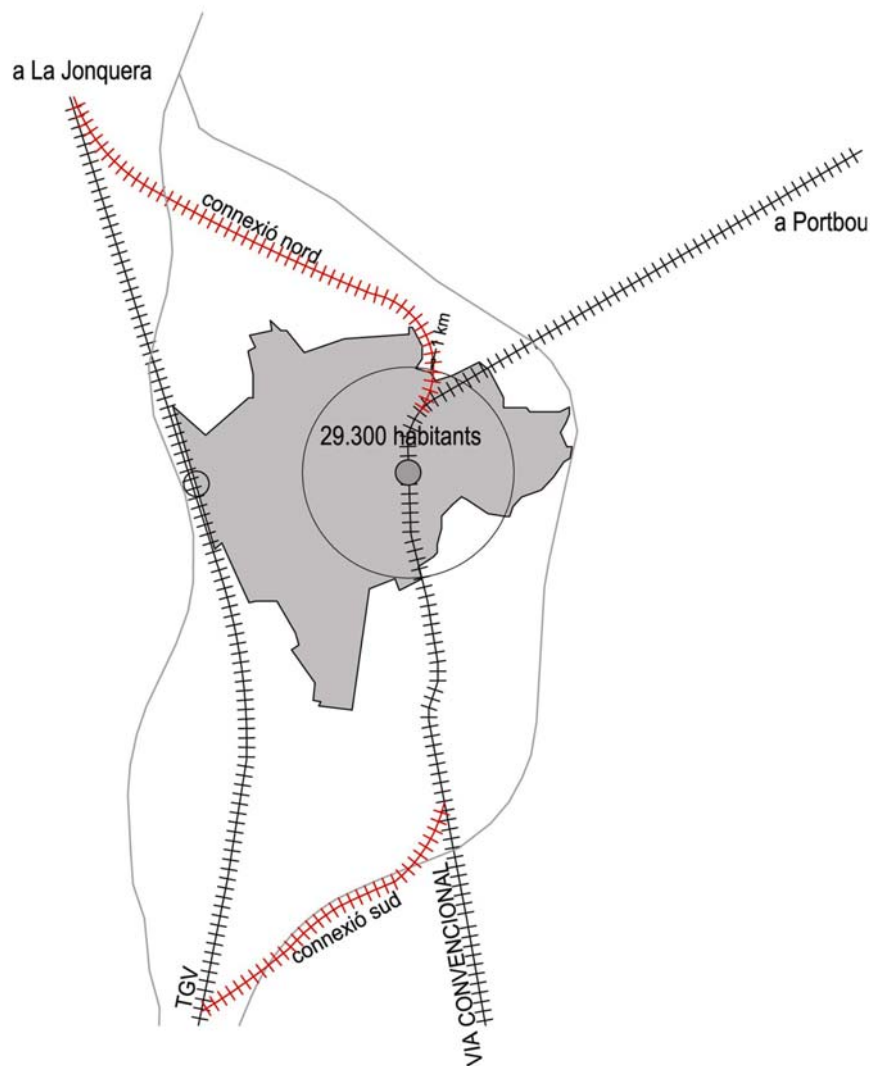 a La Jonquera
connexió nord
a Portbou
1 km
29.300 habitants
connexió sud
TGV
VIA CONVENCIONAL